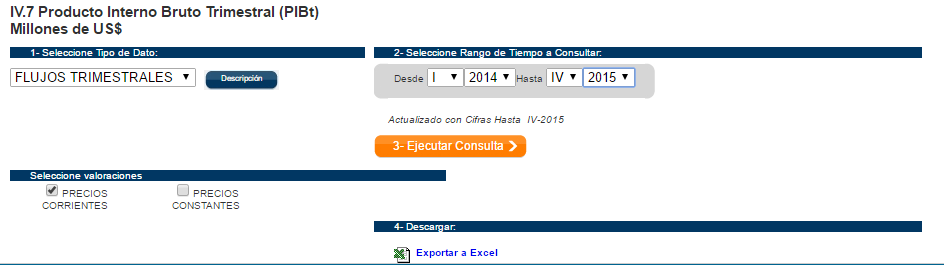 IV.7 Producto Interno Bruto Trimestral (PIBt)
Millones de US$
1- Seleccione Tipo de Dato:
2- Seleccione Rango de Tiempo a Consultar:
FLUJOS TRIMESTRALES
Descripción
Desde I 2014 Hasta IV 2015
Actualizado con Cifras Hasta IV-2015
3- Ejecutar Consulta
Seleccione valoraciones
PRECIOS CORRIENTES
PRECIOS CONSTANTES
4- Descargar:
Exportar a Excel